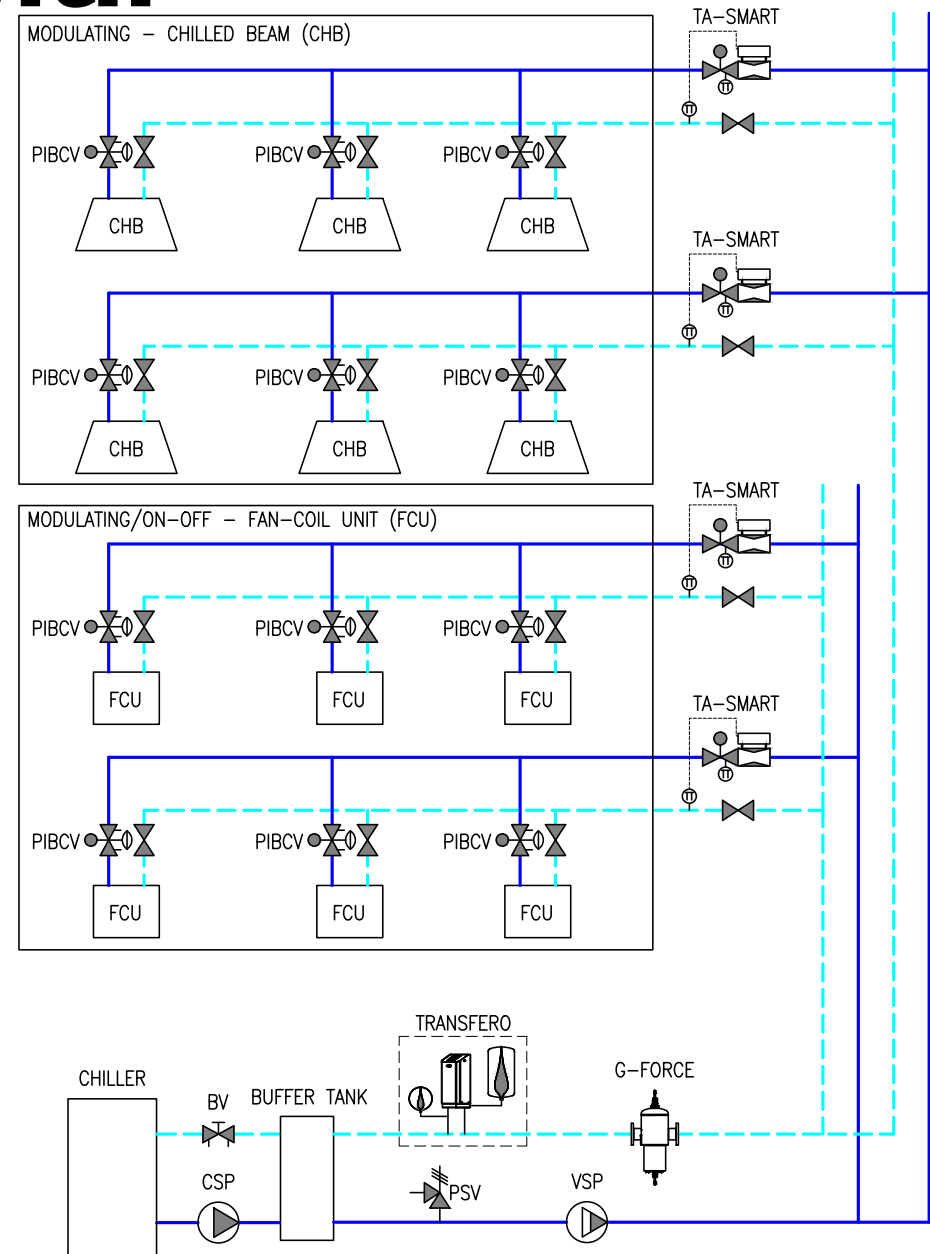 MODULATING - CHILLED BEAM (CHB)
TA-SMART
PIBCV
PIBCV
PIBCV
CHB
CHB
CHB
TA-SMART
PIBCV
PIBCV
PIBCV
CHB
CHB
CHB
TA-SMART
MODULATING/ON-OFF - FAN-COIL UNIT (FCU)
PIBCV
PIBCV
PIBCV
FCU
FCU
FCU
TA-SMART
PIBCV
PIBCV
PIBCV
FCU
FCU
FCU
TRANSFERO
G-FORCE
CHILLER
BV
BUFFER TANK
CSP
PSV
VSP